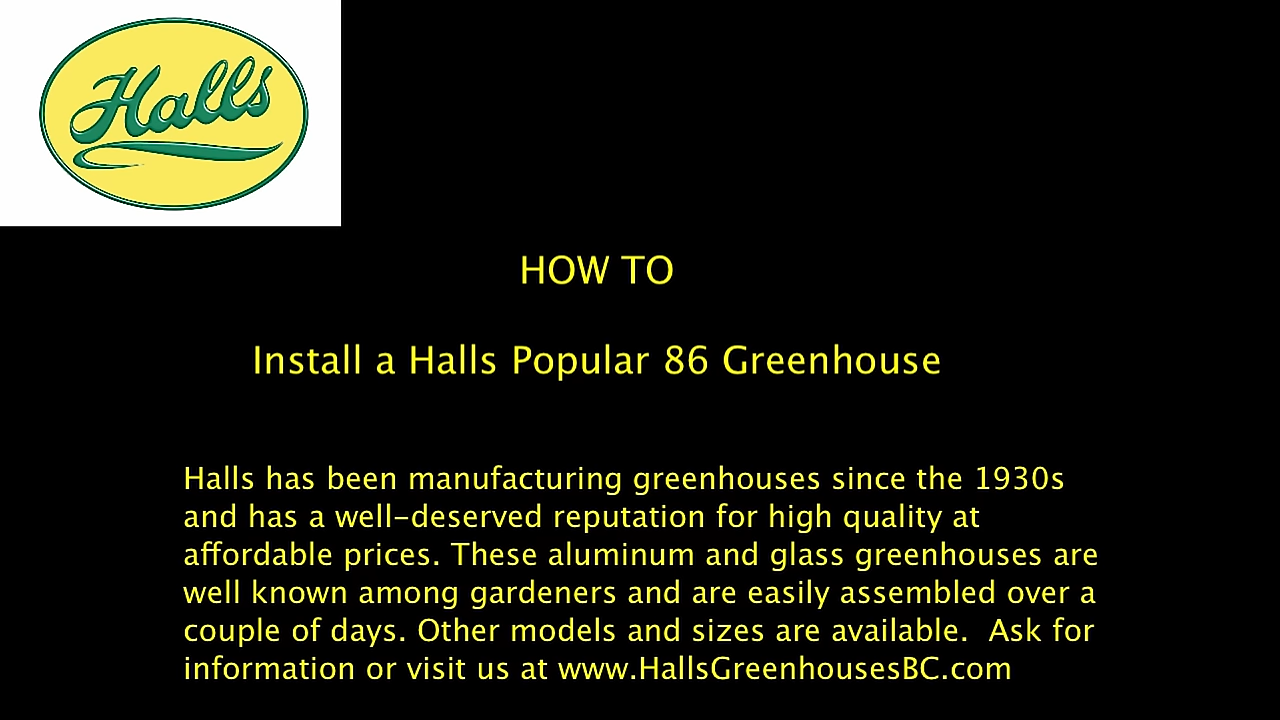 Halls
HOW TO
Install a Halls Popular 86 Greenhouse
Halls has been manufacturing greenhouses since the 1930s
and has a well-deserved reputation for high quality at
affordable prices. These aluminum and glass greenhouses are
well known among gardeners and are easily assembled over a
couple of days. Other models and sizes are available.  Ask for
information or visit us at www.HallsGreenhousesBC.com